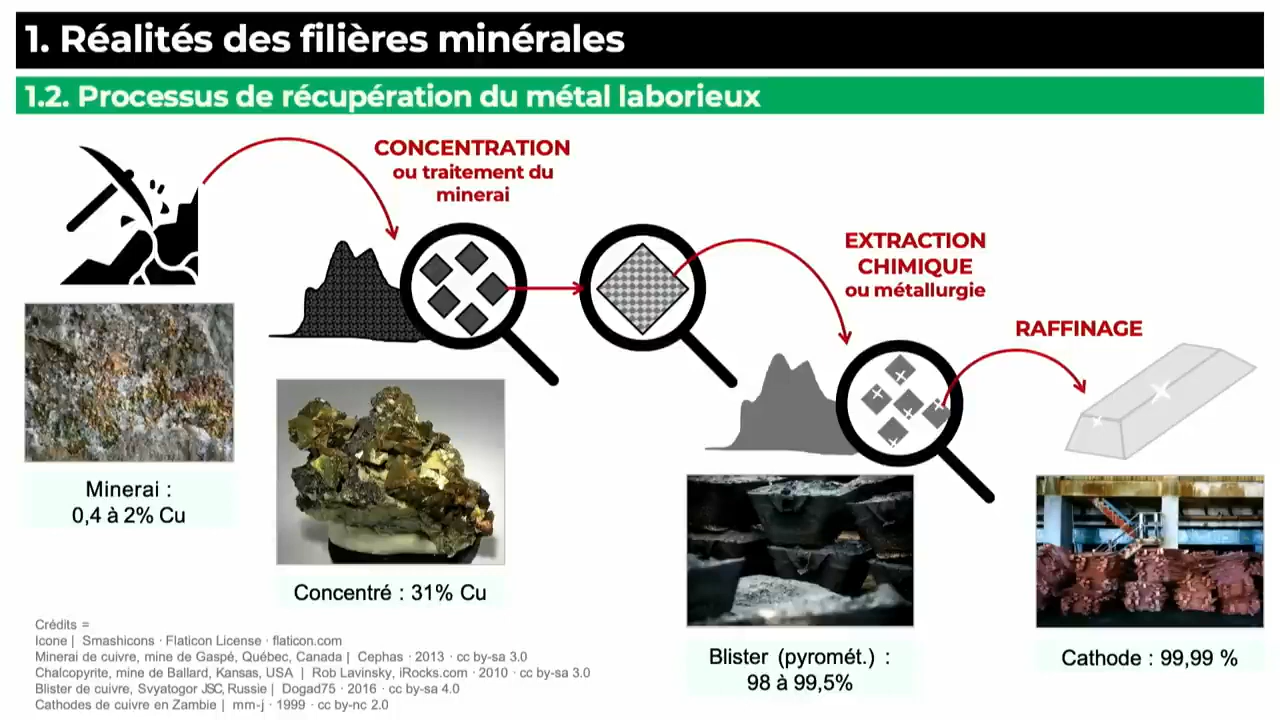 1. Réalités des filières minérales
1.2. Processus de récupération du métal laborieux
CONCENTRATION
ou traitement du
minerai
EXTRACTION
CHIMIQUE
ou métallurgie
RAFFINAGE
Minerai :
0,4 à 2% Cu
Concentré : 31% Cu
Blister (pyromét.) :
98 à 99,5%
Cathode : 99,99 %
Crédits =
Icone | Smashicons · Flaticon License · flaticon.com
Minerai de cuivre, mine de Gaspé, Québec, Canada | Cephas · 2013 · cc by-sa 3.0
Chalcopyrite, mine de Ballard, Kansas, USA | Rob Lavinsky, iRocks.com · 2010 · cc by-sa 3.0
Blister de cuivre, Svyatogor JSC, Russie | Dogad75 · 2016 · cc by-sa 4.0
Cathodes de cuivre en Zambie | mm-j · 1999 · cc by-nc 2.0